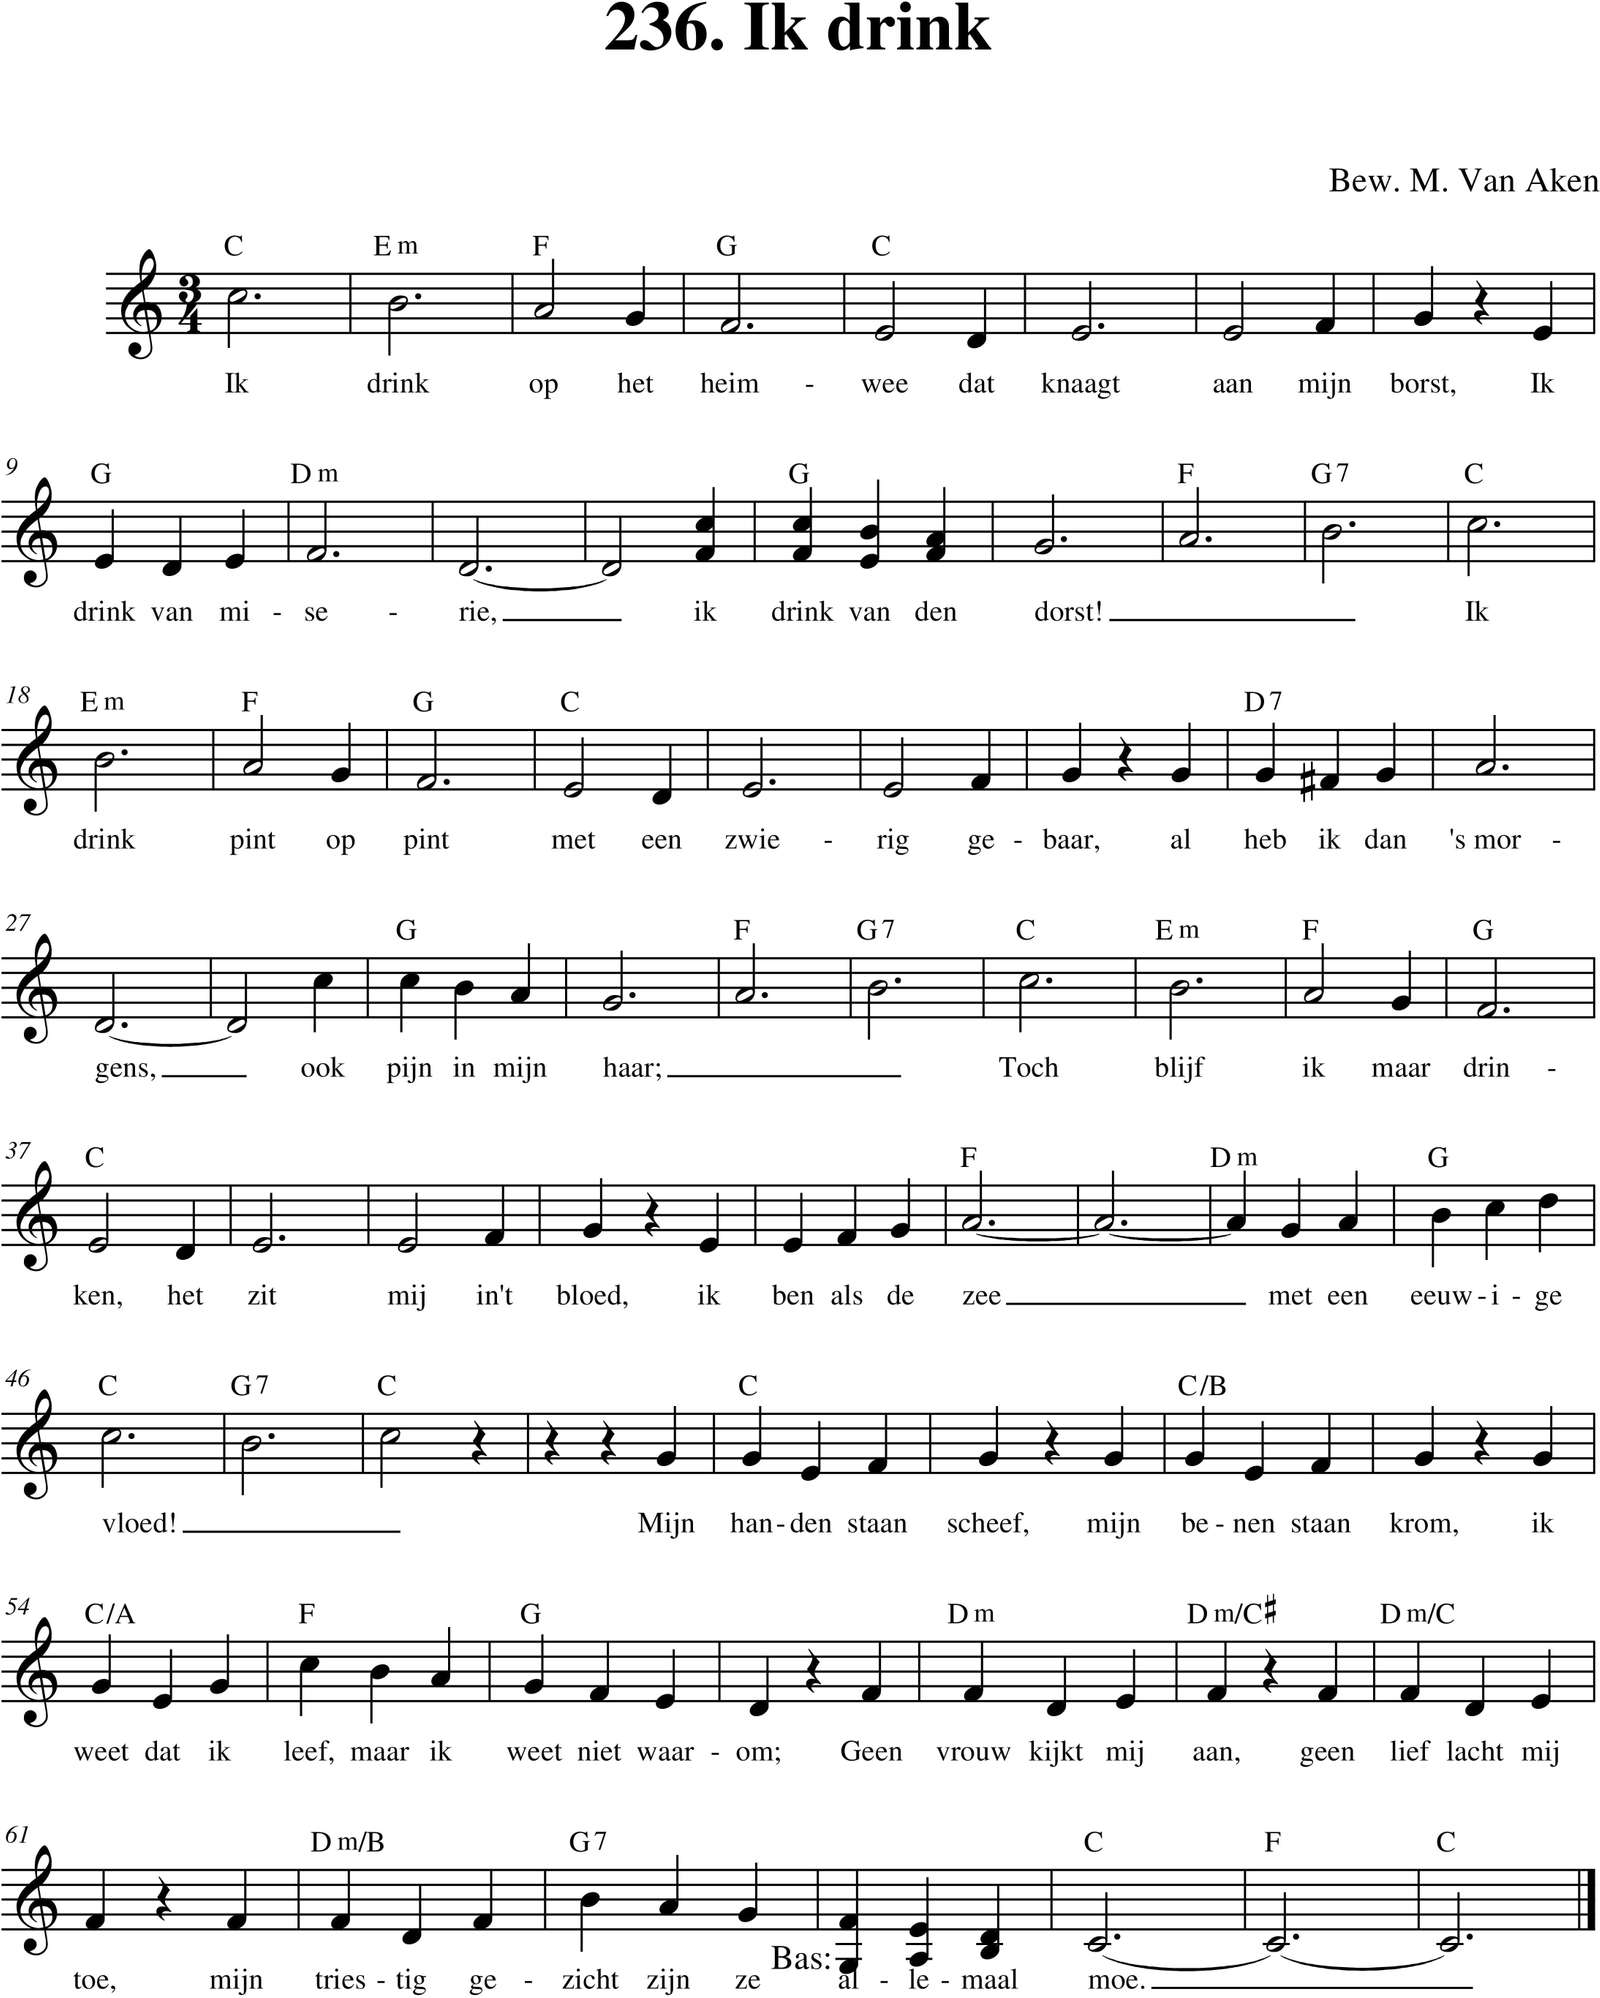 236. Ik drink
Bew. M. Van Aken
C Em F G C
3/4
Ik drink op het heim - wee dat knaagt aan mijn borst, Ik
9
G Dm G F G7 C
drink van mi - se - rie, ik drink van den dorst! Ik
18
Em F G C D7
drink pint op pint met een zwie - rig ge - baar, al heb ik dan 's mor -
27
G F G7 C Em F G
gens, ook pijn in mijn haar; Toch blijf ik maar drin -
37
C F Dm G
ken, het zit mij in't bloed, ik ben als de zee met een eeuw - i - ge
46
C G7 C C C/B
vloed! Mijn han - den staan scheef, mijn be - nen staan krom, ik
54
C/A F G Dm Dm/C♯ Dm/C
weet dat ik leef, maar ik weet niet waar - om; Geen vrouw kijkt mij aan, geen lief lacht mij
61
Dm/B G7 C F C
Bas:
toe, mijn tries - tig ge - zicht zijn ze al - le - maal moe.